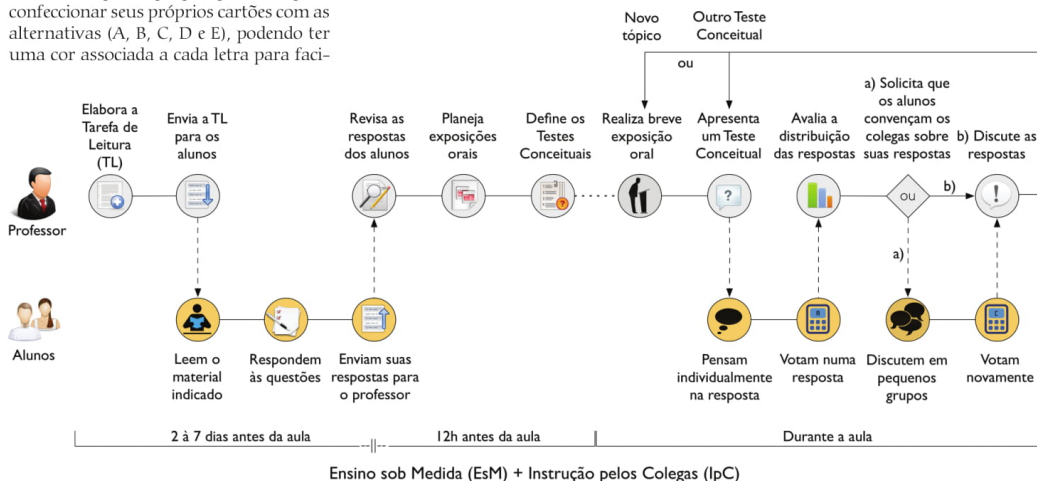 confeccionar seus próprios cartões com as
alternativas (A, B, C, D e E), podendo ter
uma cor associada a cada letra para faci-
Novo
tópico
ou
Outro Teste
Conceitual
Elabora a
Tarefa de
Leitura
(TL)
Envia a TL
para os
alunos
Revisa as
respostas
dos alunos
Planeja
exposições
orais
Define os
Testes
Conceituais
Realiza breve
exposição
oral
Apresenta
um Teste
Conceitual
Avalia a
distribuição
das respostas
a) Solicita que
os alunos
convençam os
colegas sobre
suas respostas
b) Discute as
respostas
Professor
?
ou
b)
!
a)
Alunos
A
C
Leem o
material
indicado
Respondem
às questões
Enviam suas
respostas para
o professor
Pensam
individualmente
na resposta
Votam numa
resposta
Discutem em
pequenos
grupos
Votam
novamente
2 à 7 dias antes da aula
12h antes da aula
Durante a aula
Ensino sob Medida (EsM) + Instrução pelos Colegas (IpC)